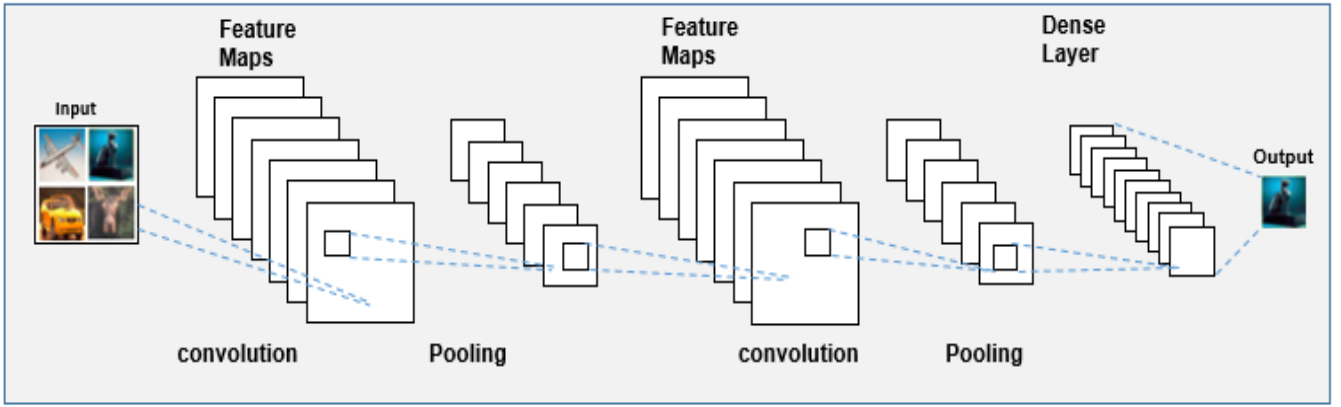 Feature
Maps
Feature
Maps
Dense
Layer
Input
Output
convolution
Pooling
convolution
Pooling